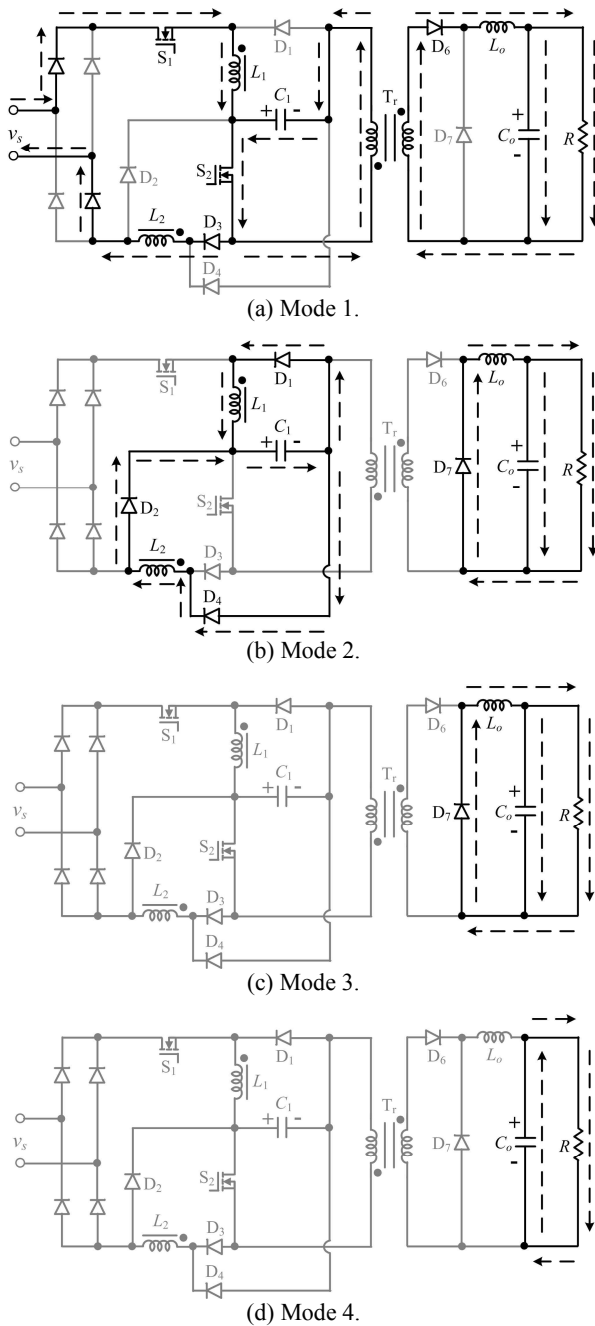 S1 D1 L1 C1 + - vs D2 S2 L2 D3 D4 Tr D6 Lo D7 Co + - R
(a) Mode 1.
S1 D1 L1 C1 + - vs D2 S2 L2 D3 D4 Tr D6 Lo D7 Co + - R
(b) Mode 2.
S1 D1 L1 C1 + - vs D2 S2 L2 D3 D4 Tr D6 Lo D7 Co + - R
(c) Mode 3.
S1 D1 L1 C1 + - vs D2 S2 L2 D3 D4 Tr D6 Lo D7 Co + - R
(d) Mode 4.